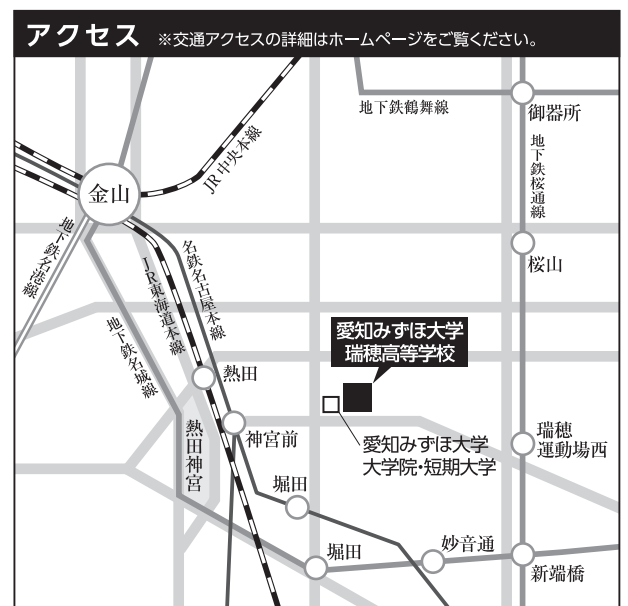 アクセス ※交通アクセスの詳細はホームページをご覧ください。
地下鉄鶴舞線
御器所
地下鉄桜通線
JR中央本線
金山
地下鉄名港線
桜山
名鉄名古屋本線
JR東海道本線
地下鉄名城線
愛知みずほ大学
瑞穂高等学校
熱田
神宮前
熱田神宮
愛知みずほ大学
大学院・短期大学
瑞穂
運動場西
堀田
堀田
妙音通
新端橋